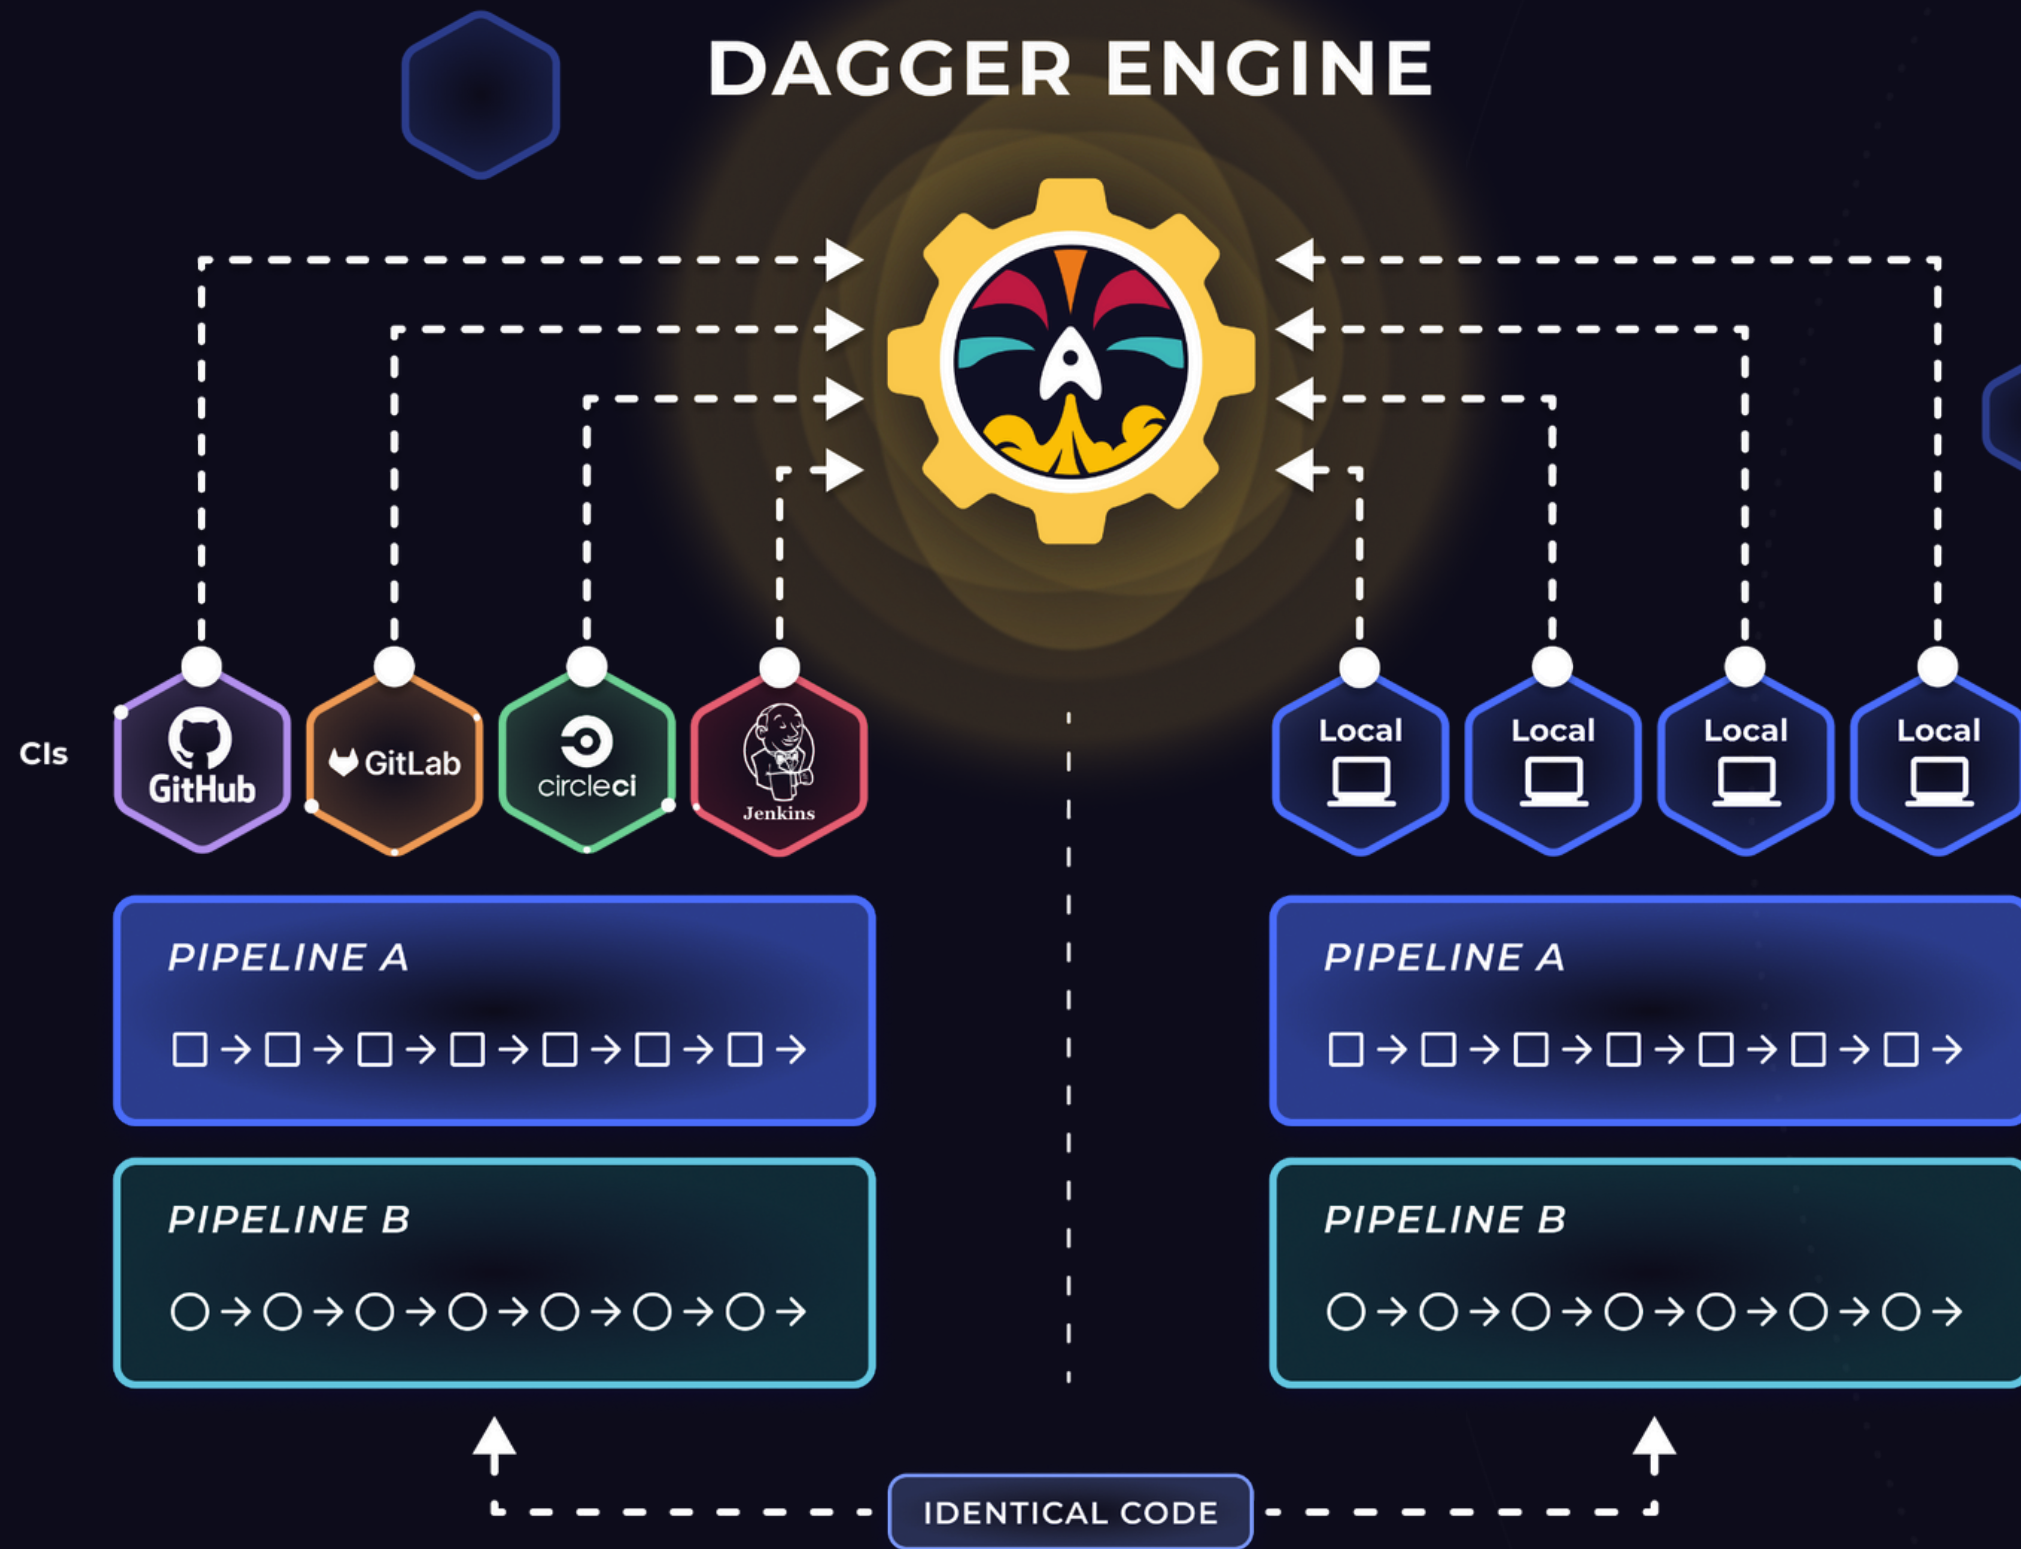 DAGGER ENGINE
CIs
GitHub
GitLab
circleci
Jenkins
Local
Local
Local
Local
PIPELINE A
PIPELINE A
PIPELINE B
PIPELINE B
IDENTICAL CODE